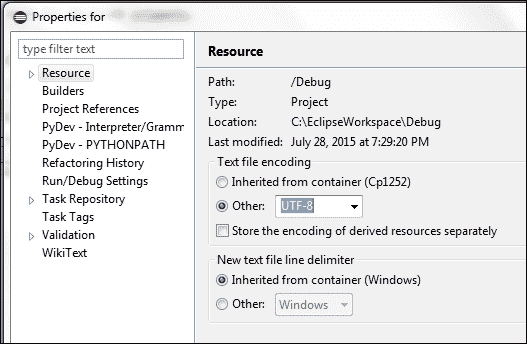 Properties for
type filter text
Resource
Builders
Project References
PyDev - Interpreter/Gramm
PyDev - PYTHONPATH
Refactoring History
Run/Debug Settings
Task Repository
Task Tags
Validation
WikiText
Resource
Path: /Debug
Type: Project
Location: C:\EclipseWorkspace\Debug
Last modified: July 28, 2015 at 7:29:20 PM
Text file encoding
Inherited from container (Cp1252)
Other: UTF-8
Store the encoding of derived resources separately
New text file line delimiter
Inherited from container (Windows)
Other: Windows